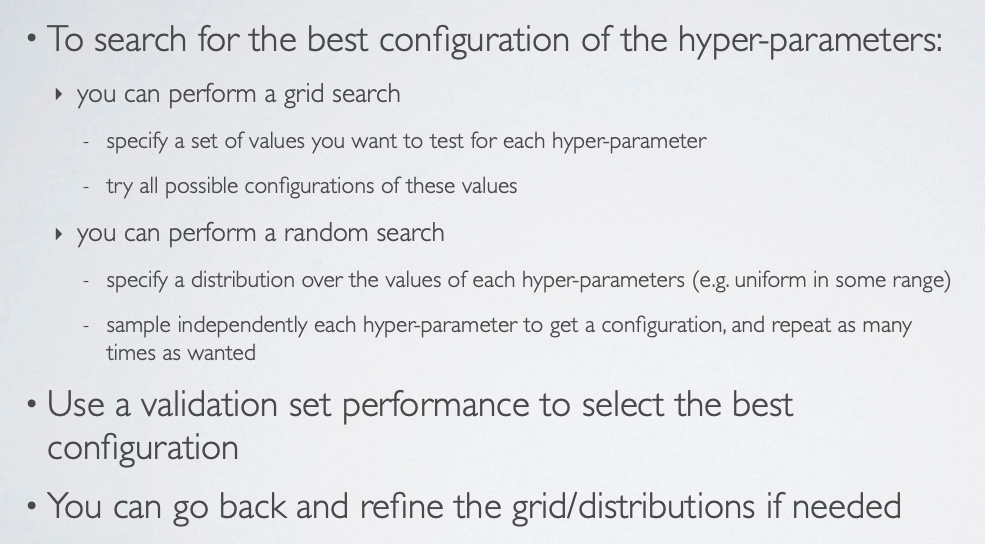 • To search for the best configuration of the hyper-parameters:
‣ you can perform a grid search
- specify a set of values you want to test for each hyper-parameter
- try all possible configurations of these values
‣ you can perform a random search
- specify a distribution over the values of each hyper-parameters (e.g. uniform in some range)
- sample independently each hyper-parameter to get a configuration, and repeat as many
times as wanted
• Use a validation set performance to select the best
configuration
• You can go back and refine the grid/distributions if needed